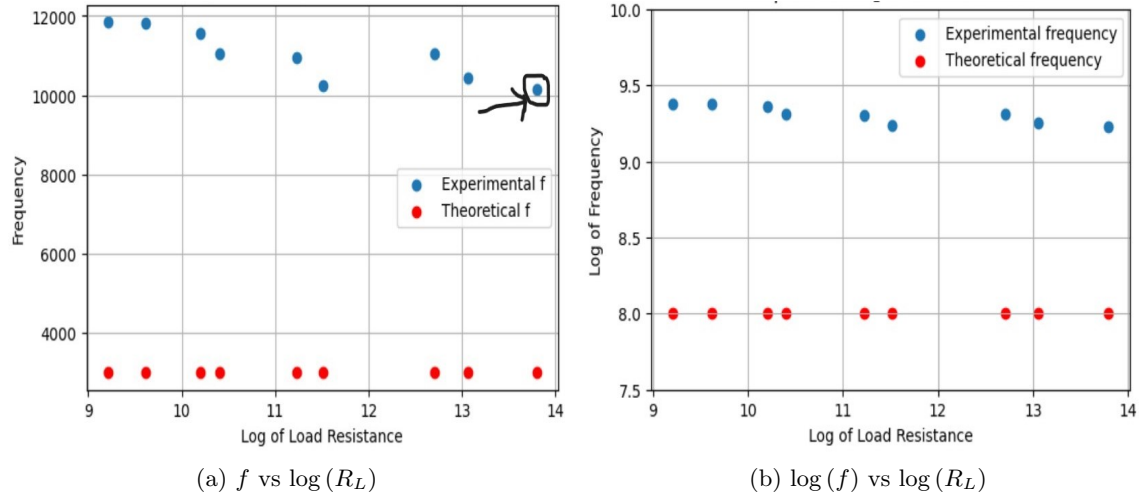 12000
10000
8000
6000
4000
Frequency
Experimental f
Theoretical f
9 10 11 12 13 14
Log of Load Resistance
(a) f vs log (R_L)
10.0
9.5
9.0
8.5
8.0
7.5
Log of Frequency
Experimental frequency
Theoretical frequency
9 10 11 12 13 14
Log of Load Resistance
(b) log (f) vs log (R_L)